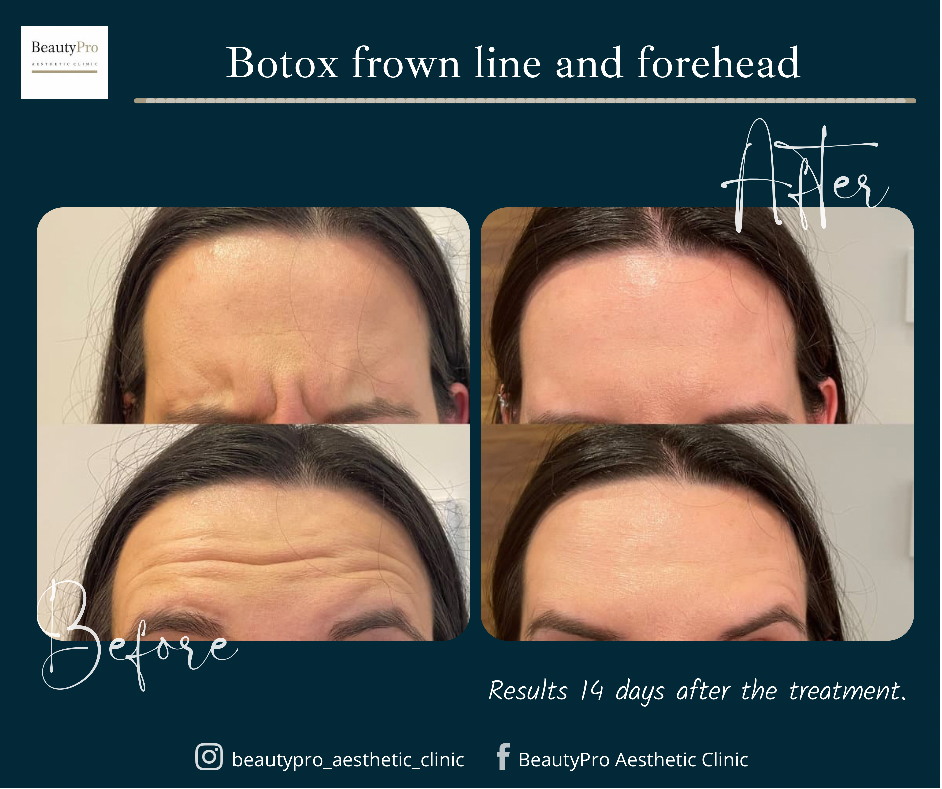 BeautyPro
AESTHETIC CLINIC
Botox frown line and forehead
After
Before
Results 14 days after the treatment.
beautypro_aesthetic_clinic
BeautyPro Aesthetic Clinic